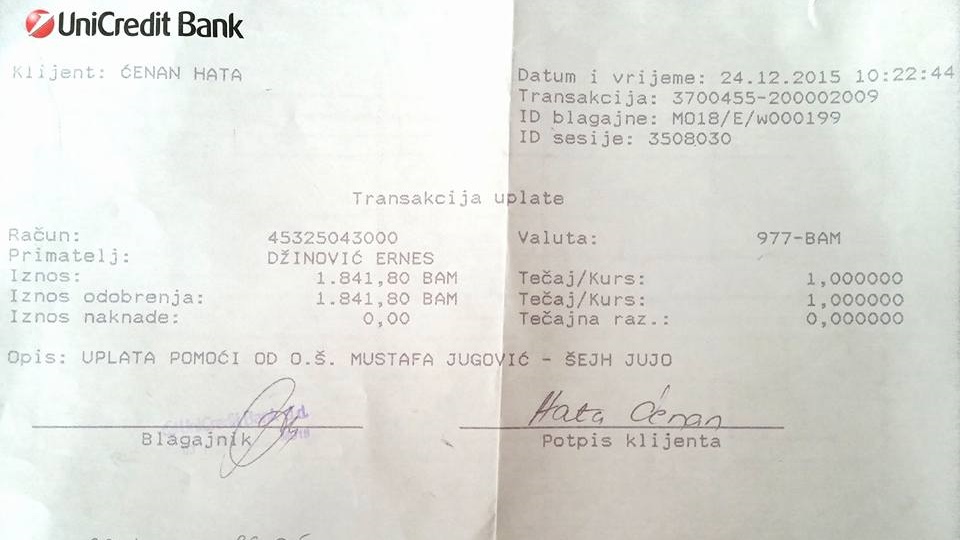 UniCredit Bank
Klijent: ĆENAN HATA
Datum i vrijeme: 24.12.2015 10:22:44
Transakcija: 3700455-200002009
ID blagajne: M018/E/w000199
ID sesije: 3508030
Transakcija uplate
Račun: 45325043000 Valuta: 977-BAM
Primatelj: DŽINOVIĆ ERNES
Iznos: 1.841,80 BAM Tečaj/Kurs: 1,000000
Iznos odobrenja: 1.841,80 BAM Tečaj/Kurs: 1,000000
Iznos naknade: 0,00 Tečajna raz.: 0,000000
Opis: UPLATA POMOĆI OD O.Š. MUSTAFA JUGOVIĆ - ŠEJH JUJO
Hata Ćenan
Blagajnik Potpis klijenta